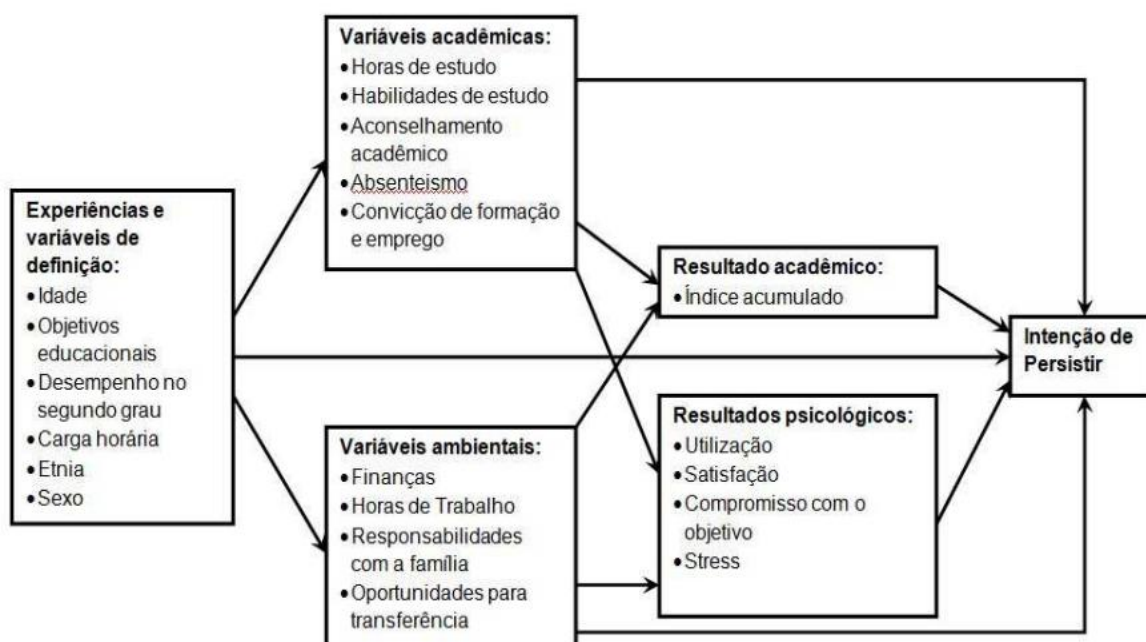 Experiências e
variáveis de
definição:
•Idade
•Objetivos
educacionais
•Desempenho no
segundo grau
•Carga horária
•Etnia
•Sexo
Variáveis acadêmicas:
•Horas de estudo
•Habilidades de estudo
•Aconselhamento
acadêmico
•Absenteismo
•Convicção de formação
e emprego
Variáveis ambientais:
•Finanças
•Horas de Trabalho
•Responsabilidades
com a família
•Oportunidades para
transferência
Resultado acadêmico:
•Índice acumulado
Resultados psicológicos:
•Utilização
•Satisfação
•Compromisso com o
objetivo
•Stress
Intenção de
Persistir